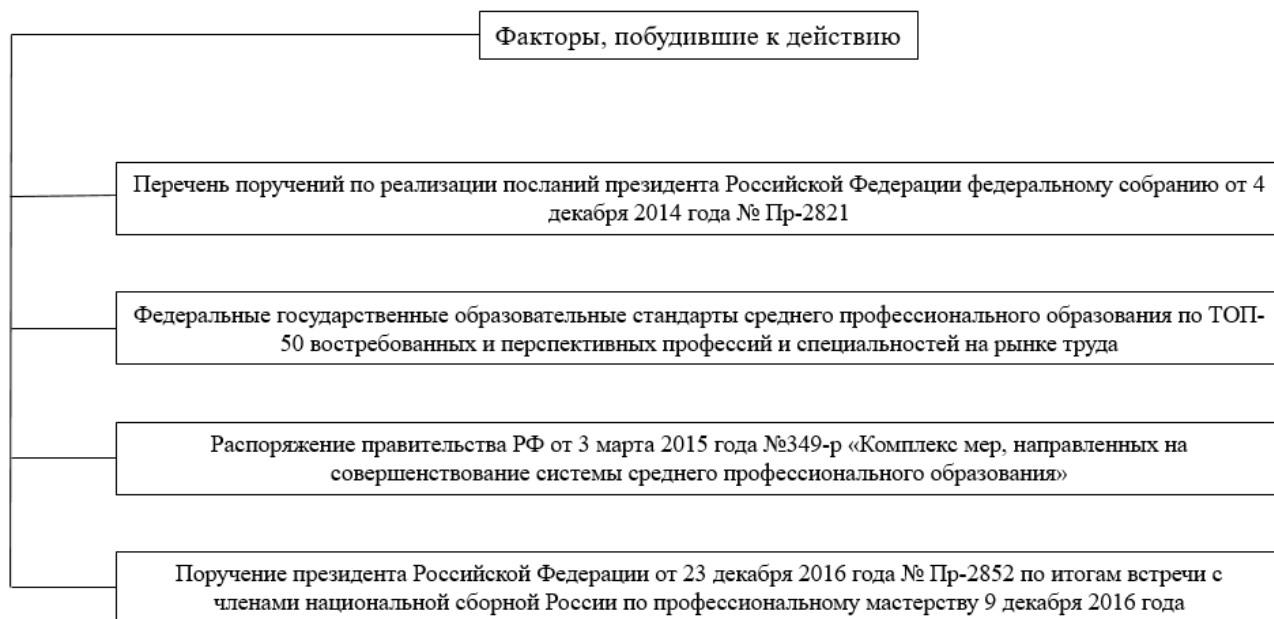 Факторы, побудившие к действию
Перечень поручений по реализации посланий президента Российской Федерации федеральному собранию от 4
декабря 2014 года № Пр-2821
Федеральные государственные образовательные стандарты среднего профессионального образования по ТОП-
50 востребованных и перспективных профессий и специальностей на рынке труда
Распоряжение правительства РФ от 3 марта 2015 года №349-р «Комплекс мер, направленных на
совершенствование системы среднего профессионального образования»
Поручение президента Российской Федерации от 23 декабря 2016 года № Пр-2852 по итогам встречи с
членами национальной сборной России по профессиональному мастерству 9 декабря 2016 года